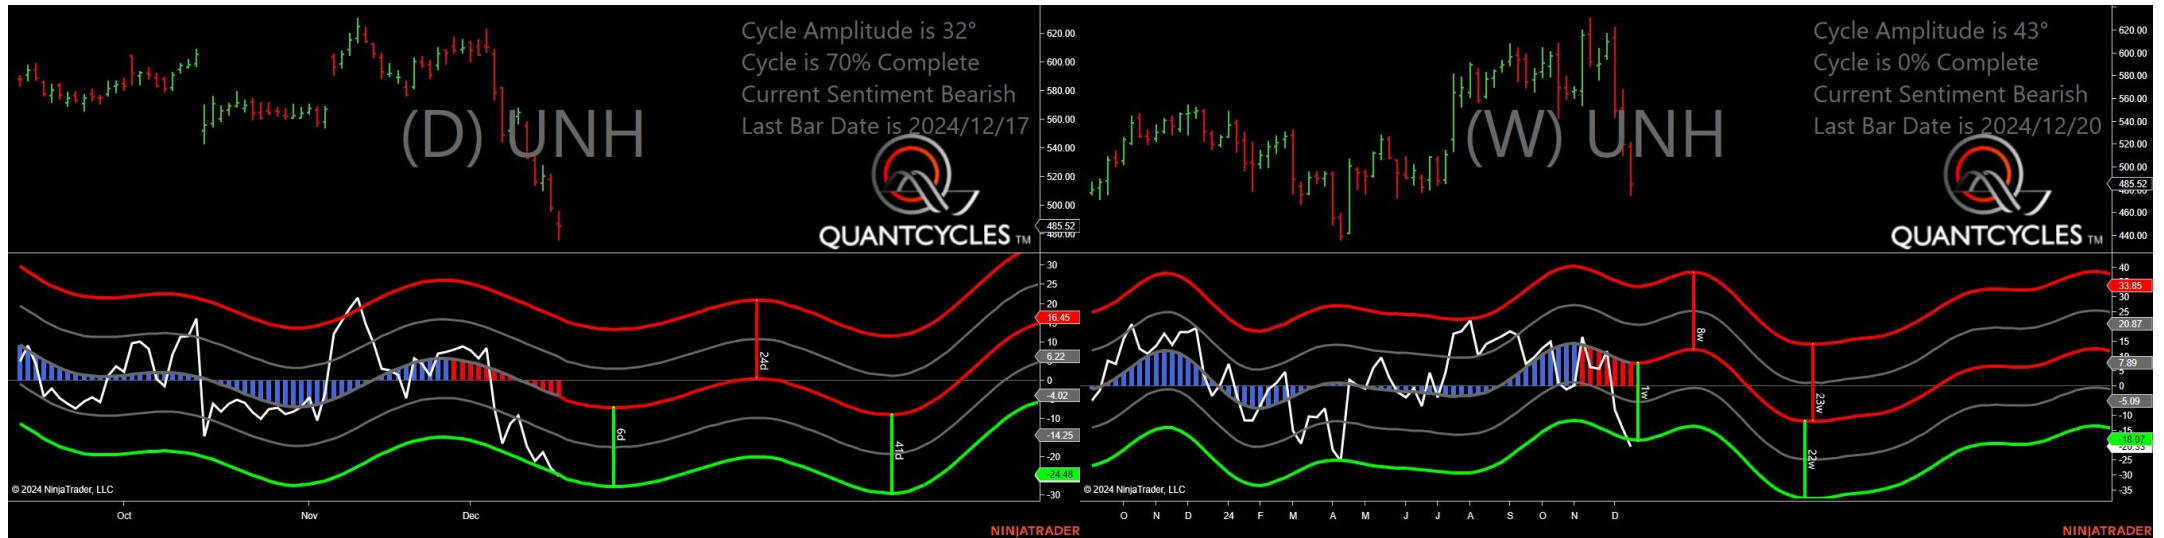 Cycle Amplitude is 32°
Cycle is 70% Complete
Current Sentiment Bearish
Last Bar Date is 2024/12/17
(D) UNH
QUANTCYCLES TM
620.00
600.00
580.00
560.00
540.00
520.00
500.00
485.52
480.00
30
25
20
16.45
10
6.22
0
-4.02
-10
-14.25
-20
-24.48
-30
24d
6d
41d
© 2024 NinjaTrader, LLC
Oct Nov Dec
NINJATRADER
Cycle Amplitude is 43°
Cycle is 0% Complete
Current Sentiment Bearish
Last Bar Date is 2024/12/20
(W) UNH
QUANTCYCLES TM
620.00
600.00
580.00
560.00
540.00
520.00
500.00
485.52
460.00
440.00
40
33.85
30
25
20.87
15
7.89
5
0
-5.09
-10
-15
-18.07
-20.33
-25
-30
-35
8w
1w
23w
22w
© 2024 NinjaTrader, LLC
O N D 24 F M A M J J A S O N D
NINJATRADER